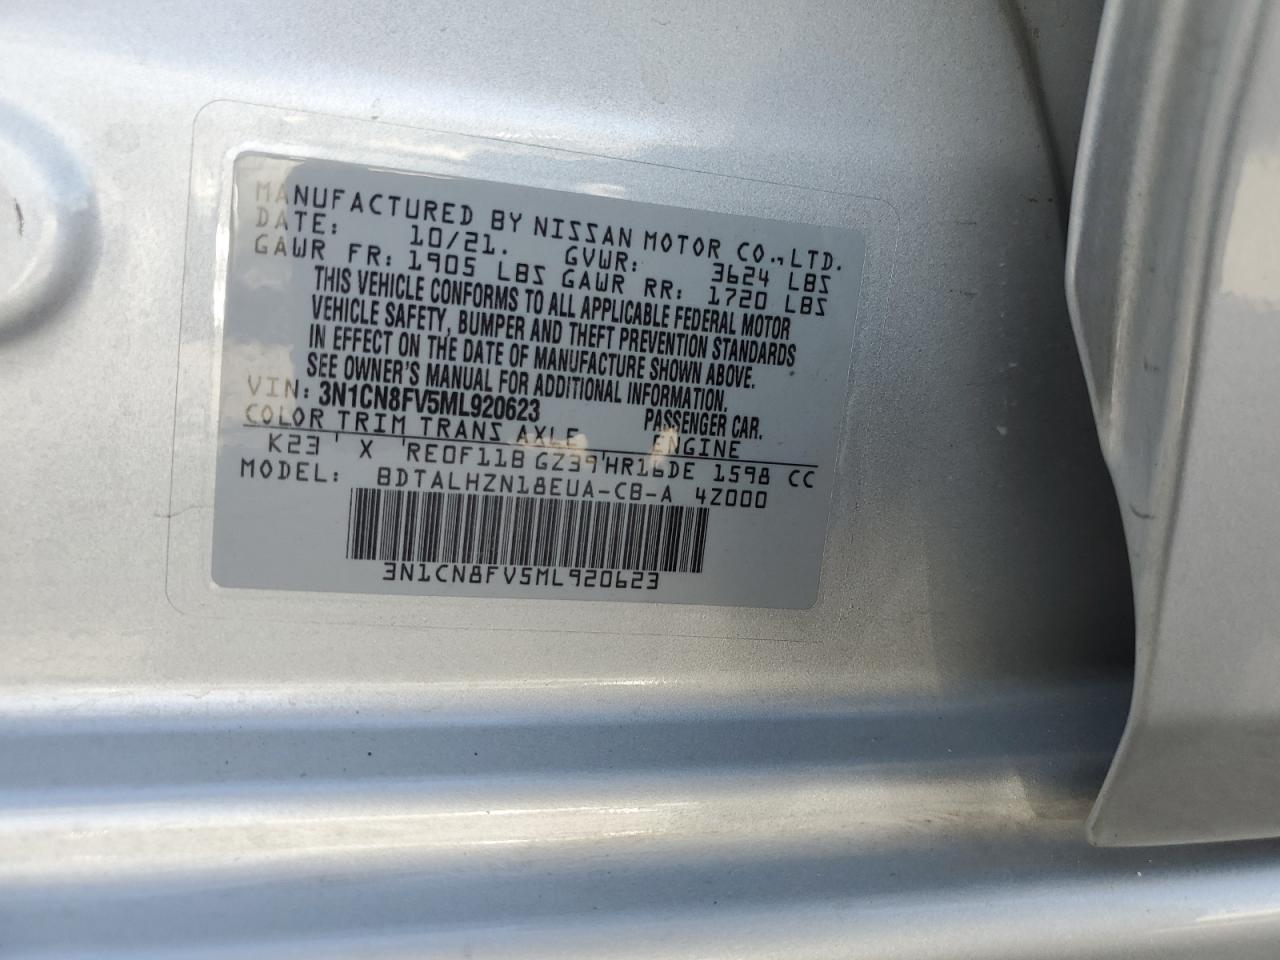 MANUFACTURED BY NISSAN MOTOR CO., LTD.
DATE: 10/21. GVWR: 3624 LBS
GAWR FR: 1905 LBS GAWR RR: 1720 LBS
THIS VEHICLE CONFORMS TO ALL APPLICABLE FEDERAL MOTOR
VEHICLE SAFETY, BUMPER AND THEFT PREVENTION STANDARDS
IN EFFECT ON THE DATE OF MANUFACTURE SHOWN ABOVE.
SEE OWNER'S MANUAL FOR ADDITIONAL INFORMATION.
VIN: 3N1CN8FV5ML920623 PASSENGER CAR.
COLOR TRIM TRANS AXLE ENGINE
K23 ' X 'RE0F11B GZ39'HR16DE 1598 CC
MODEL: BDTALHZN18EUA-CB-A 4Z000
3N1CN8FV5ML920623